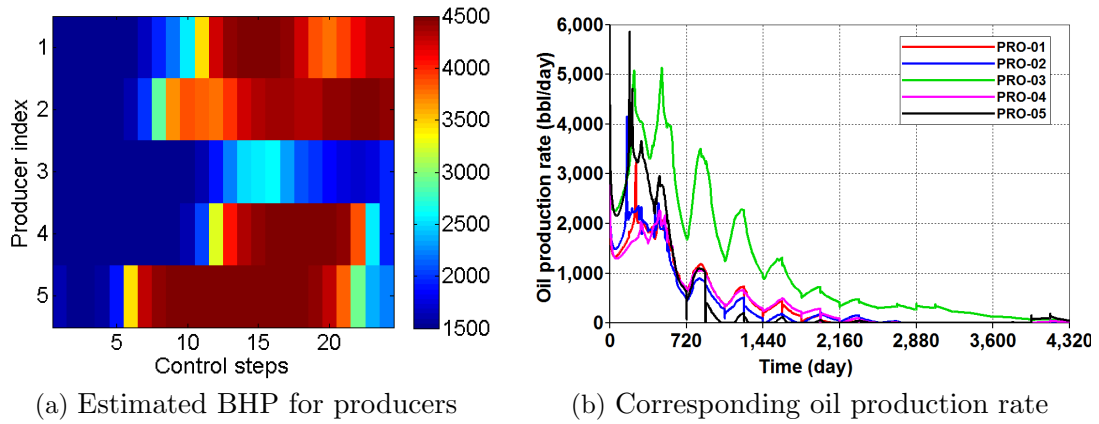 1
2
3
4
5
Producer index
5
10
15
20
Control steps
4500
4000
3500
3000
2500
2000
1500
6,000
5,000
4,000
3,000
2,000
1,000
0
Oil production rate (bbl/day)
PRO-01
PRO-02
PRO-03
PRO-04
PRO-05
0
720
1,440
2,160
2,880
3,600
4,320
Time (day)
(a) Estimated BHP for producers
(b) Corresponding oil production rate